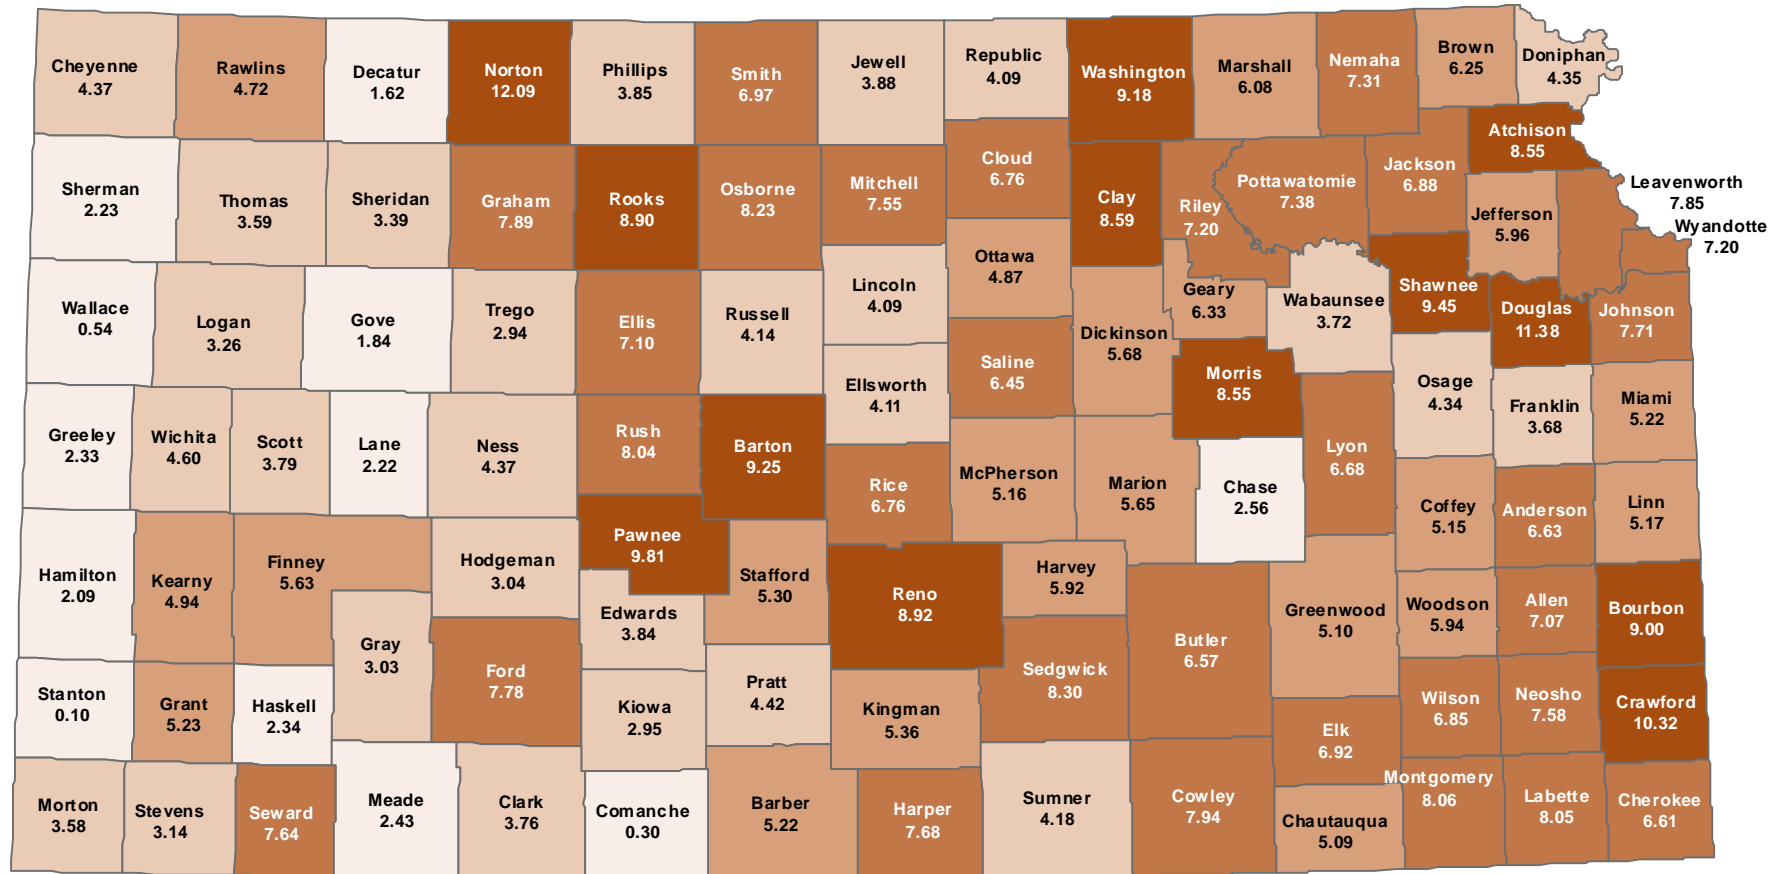 Cheyenne
4.37
Rawlins
4.72
Decatur
1.62
Norton
12.09
Phillips
3.85
Smith
6.97
Jewell
3.88
Republic
4.09
Washington
9.18
Marshall
6.08
Nemaha
7.31
Brown
6.25
Doniphan
4.35
Atchison
8.55
Sherman
2.23
Thomas
3.59
Sheridan
3.39
Graham
7.89
Rooks
8.90
Osborne
8.23
Mitchell
7.55
Cloud
6.76
Clay
8.59
Riley
7.20
Pottawatomie
7.38
Jackson
6.88
Jefferson
5.96
Leavenworth
7.85
Wyandotte
7.20
Wallace
0.54
Logan
3.26
Gove
1.84
Trego
2.94
Ellis
7.10
Russell
4.14
Lincoln
4.09
Ottawa
4.87
Dickinson
5.68
Geary
6.33
Wabaunsee
3.72
Shawnee
9.45
Douglas
11.38
Johnson
7.71
Saline
6.45
Ellsworth
4.11
Morris
8.55
Osage
4.34
Franklin
3.68
Miami
5.22
Greeley
2.33
Wichita
4.60
Scott
3.79
Lane
2.22
Ness
4.37
Rush
8.04
Barton
9.25
Rice
6.76
McPherson
5.16
Marion
5.65
Chase
2.56
Lyon
6.68
Coffey
5.15
Anderson
6.63
Linn
5.17
Hamilton
2.09
Kearny
4.94
Finney
5.63
Hodgeman
3.04
Pawnee
9.81
Stafford
5.30
Reno
8.92
Harvey
5.92
Edwards
3.84
Gray
3.03
Ford
7.78
Butler
6.57
Greenwood
5.10
Woodson
5.94
Allen
7.07
Bourbon
9.00
Stanton
0.10
Grant
5.23
Haskell
2.34
Kiowa
2.95
Pratt
4.42
Kingman
5.36
Sedgwick
8.30
Elk
6.92
Wilson
6.85
Neosho
7.58
Crawford
10.32
Morton
3.58
Stevens
3.14
Seward
7.64
Meade
2.43
Clark
3.76
Comanche
0.30
Barber
5.22
Harper
7.68
Sumner
4.18
Cowley
7.94
Chautauqua
5.09
Montgomery
8.06
Labette
8.05
Cherokee
6.61